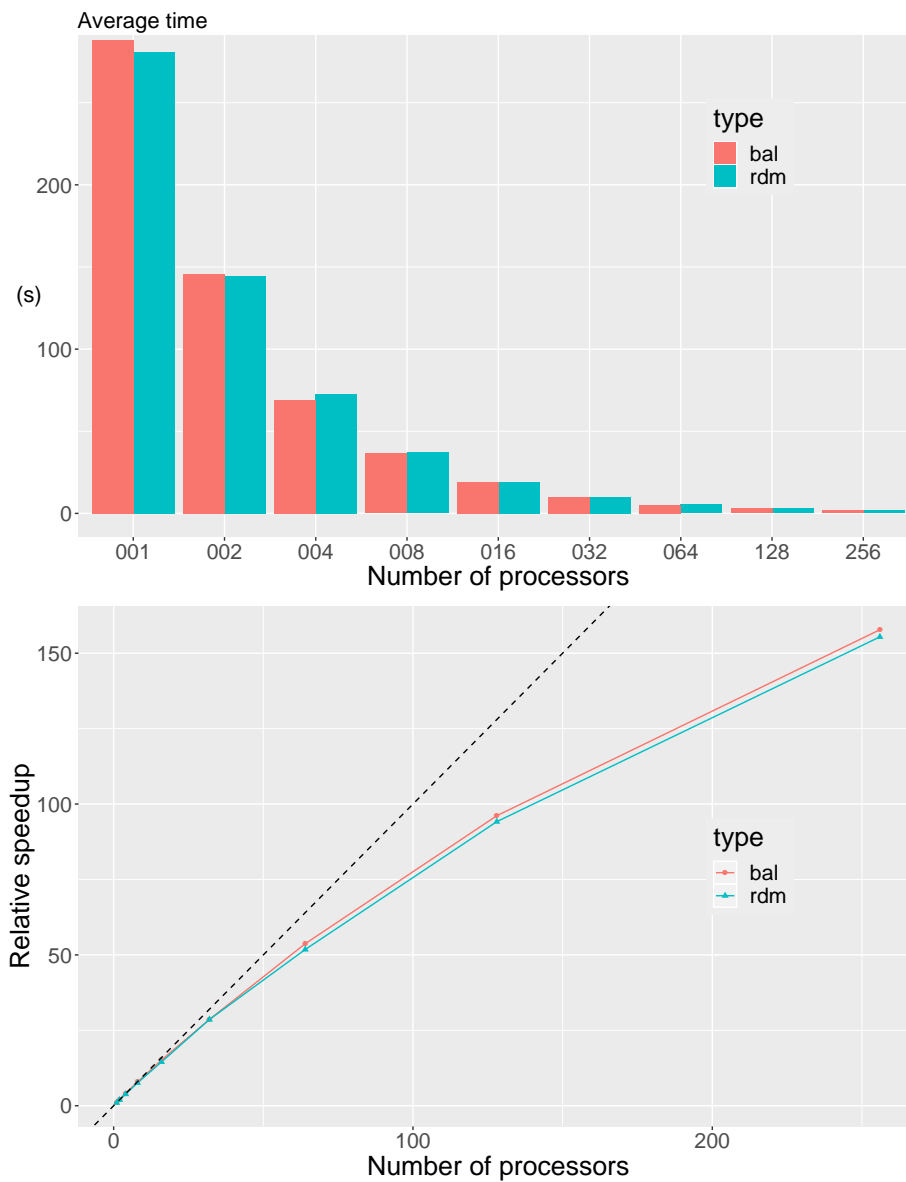 Average time
type
bal
rdm
200
(s)
100
0
001 002 004 008 016 032 064 128 256
Number of processors
150
100
type
bal
rdm
Relative speedup
50
0
0 100 200
Number of processors